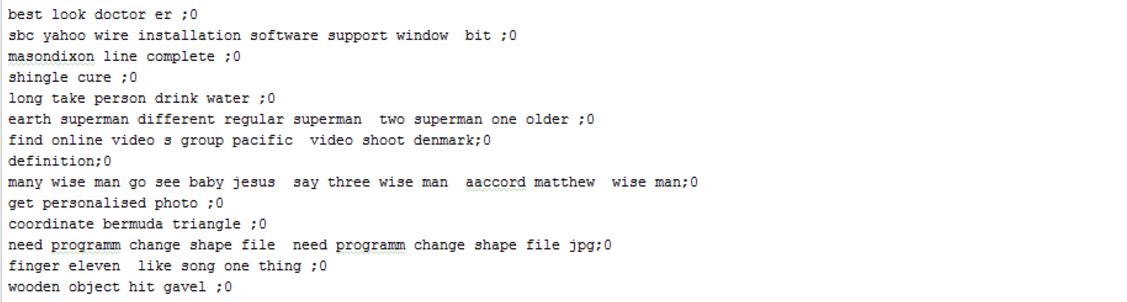 best look doctor er ;0
sbc yahoo wire installation software support window  bit ;0
masondixon line complete ;0
shingle cure ;0
long take person drink water ;0
earth superman different regular superman  two superman one older ;0
find online video s group pacific  video shoot denmark;0
definition;0
many wise man go see baby jesus  say three wise man  aaccord matthew  wise man;0
get personalised photo ;0
coordinate bermuda triangle ;0
need programm change shape file  need programm change shape file jpg;0
finger eleven  like song one thing ;0
wooden object hit gavel ;0